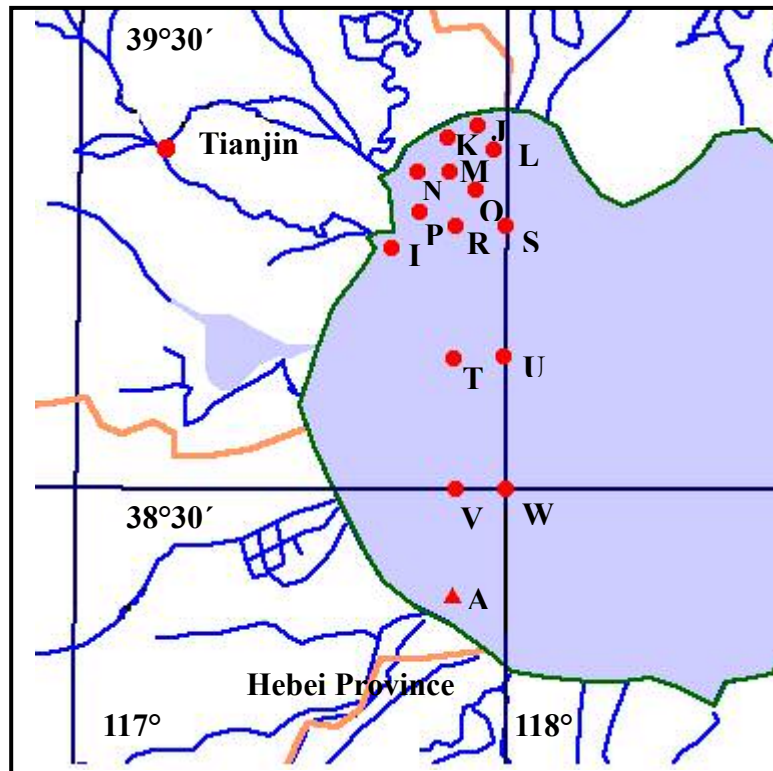 39°30´
Tianjin
K J
L
N M
O
P R S
I
T U
38°30´
V W
A
Hebei Province
117° 118°